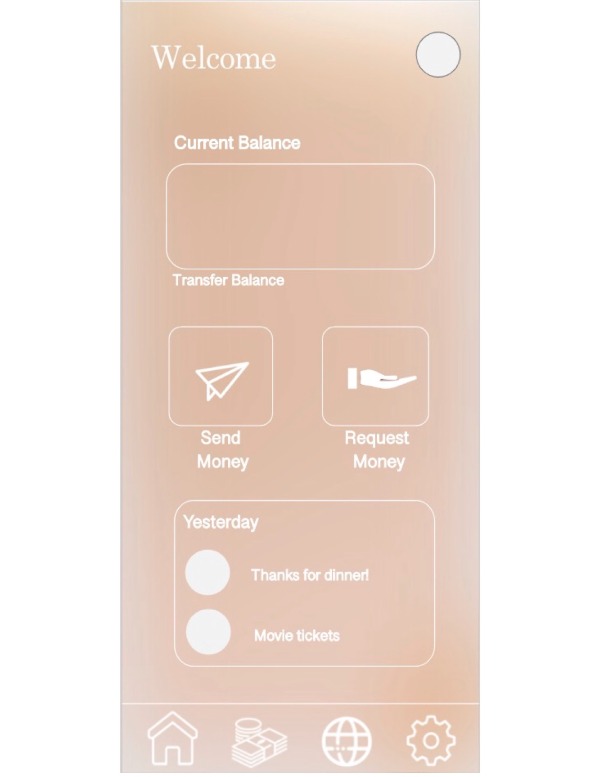 Welcome
Current Balance
Transfer Balance
Send
Money
Request
Money
Yesterday
Thanks for dinner!
Movie tickets